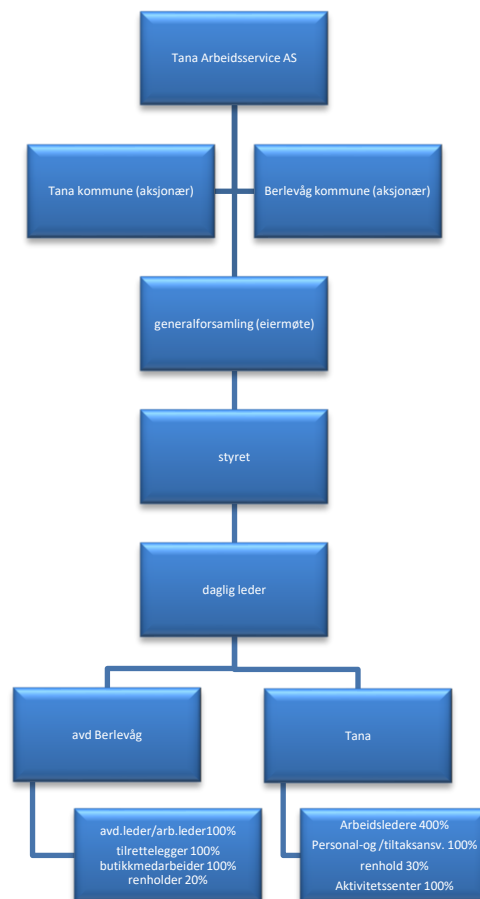 Tana Arbeidsservice AS
Tana kommune (aksjonær)
Berlevåg kommune (aksjonær)
generalforsamling (eiermøte)
styret
daglig leder
avd Berlevåg
Tana
avd.leder/arb.leder100%
tilrettelegger 100%
butikkmedarbeider 100%
renholder 20%
Arbeidsledere 400%
Personal-og /tiltaksansv. 100%
renhold 30%
Aktivitetssenter 100%